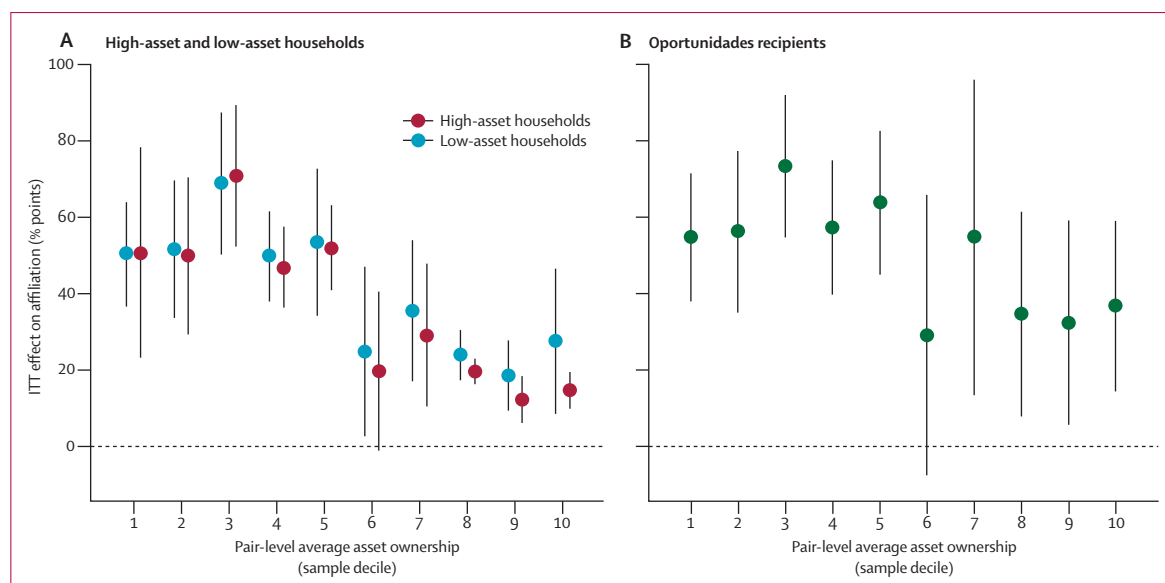 A High-asset and low-asset households
B Oportunidades recipients
ITT effect on affiliation (% points)
100
80
60
40
20
0
High-asset households
Low-asset households
1 2 3 4 5 6 7 8 9 10
Pair-level average asset ownership
(sample decile)
1 2 3 4 5 6 7 8 9 10
Pair-level average asset ownership
(sample decile)